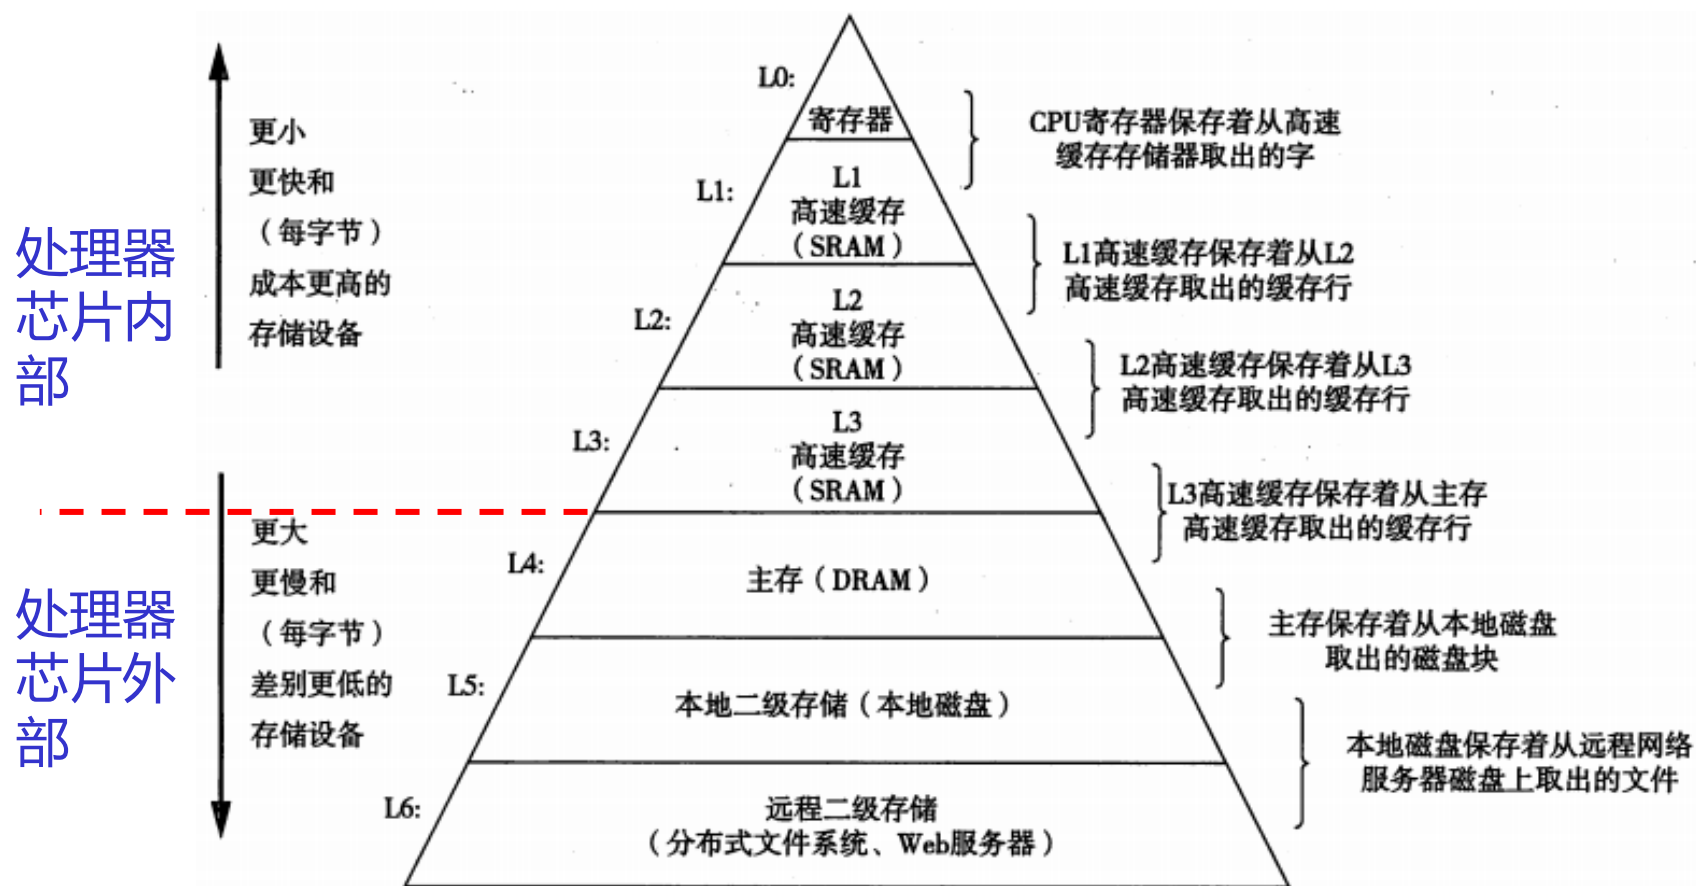 处理器
芯片内
部
处理器
芯片外
部
更小
更快和
（每字节）
成本更高的
存储设备
更大
更慢和
（每字节）
差别更低的
存储设备
L0:
寄存器
CPU寄存器保存着从高速
缓存存储器取出的字
L1:
L1
高速缓存
（SRAM）
L1高速缓存保存着从L2
高速缓存取出的缓存行
L2:
L2
高速缓存
（SRAM）
L2高速缓存保存着从L3
高速缓存取出的缓存行
L3:
L3
高速缓存
（SRAM）
L3高速缓存保存着从主存
高速缓存取出的缓存行
L4:
主存（DRAM）
主存保存着从本地磁盘
取出的磁盘块
L5:
本地二级存储（本地磁盘）
本地磁盘保存着从远程网络
服务器磁盘上取出的文件
L6:
远程二级存储
（分布式文件系统、Web服务器）